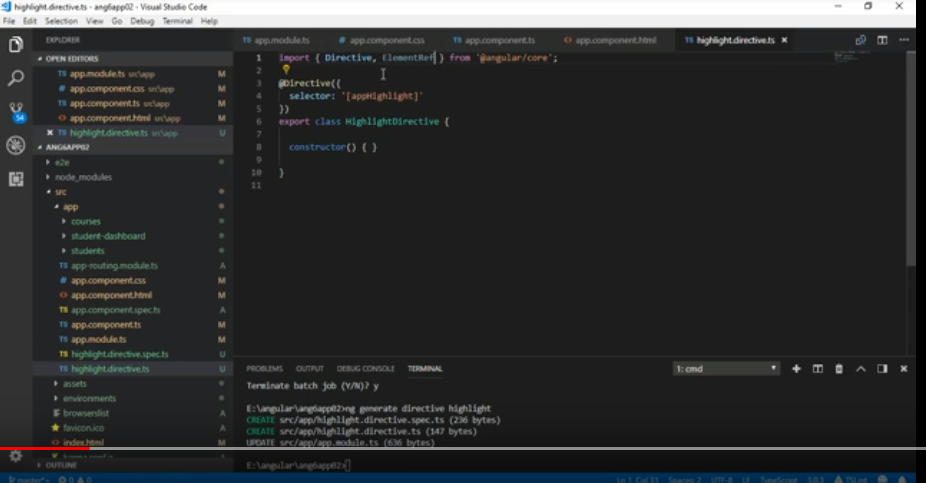 highlight.directive.ts - ang6app02 - Visual Studio Code
File Edit Selection View Go Debug Terminal Help
EXPLORER
OPEN EDITORS
TS app.module.ts src\app M
# app.component.css src\app M
TS app.component.ts src\app M
<> app.component.html src\app M
× TS highlight.directive.ts src\app U
ANG6APP02
e2e
node_modules
src
app
courses
student-dashboard
students
TS app-routing.module.ts A
# app.component.css M
<> app.component.html M
TS app.component.spec.ts A
TS app.component.ts M
TS app.module.ts M
TS highlight.directive.spec.ts U
TS highlight.directive.ts U
assets
environments
browserslist A
favicon.ico A
<> index.html M
OUTLINE
54
TS app.module.ts # app.component.css TS app.component.ts <> app.component.html TS highlight.directive.ts ×
1 import { Directive, ElementRef } from '@angular/core';
2
3 @Directive({
4 selector: '[appHighlight]'
5 })
6 export class HighlightDirective {
7
8 constructor() { }
9
10 }
11
PROBLEMS OUTPUT DEBUG CONSOLE TERMINAL 1: cmd
Terminate batch job (Y/N)? y
E:\angular\ang6app02>ng generate directive highlight
CREATE src/app/highlight.directive.spec.ts (236 bytes)
CREATE src/app/highlight.directive.ts (147 bytes)
UPDATE src/app/app.module.ts (636 bytes)
E:\angular\ang6app02>
master* 0 0 Spaces: 2 UTF-8 LF TypeScript 3.0.1 TSLint